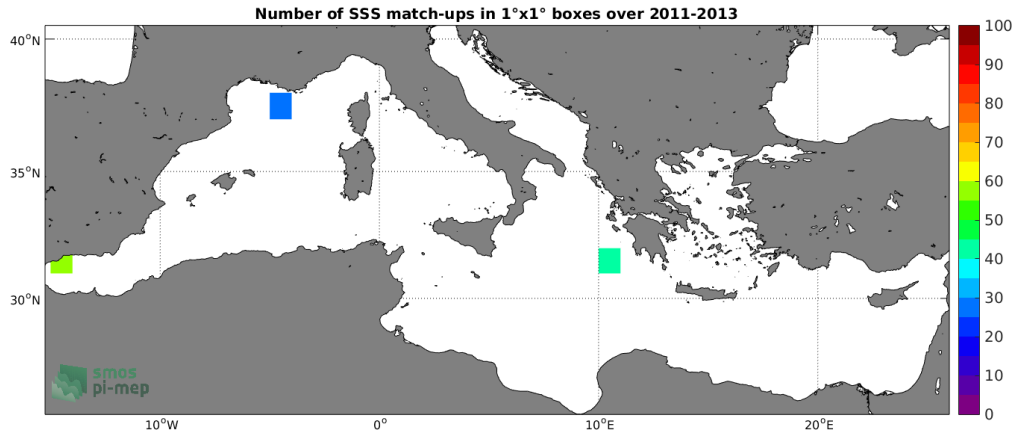 Number of SSS match-ups in 1°x1° boxes over 2011-2013
40°N
35°N
30°N
10°W
0°
10°E
20°E
100
90
80
70
60
50
40
30
20
10
0
smos
pi-mep